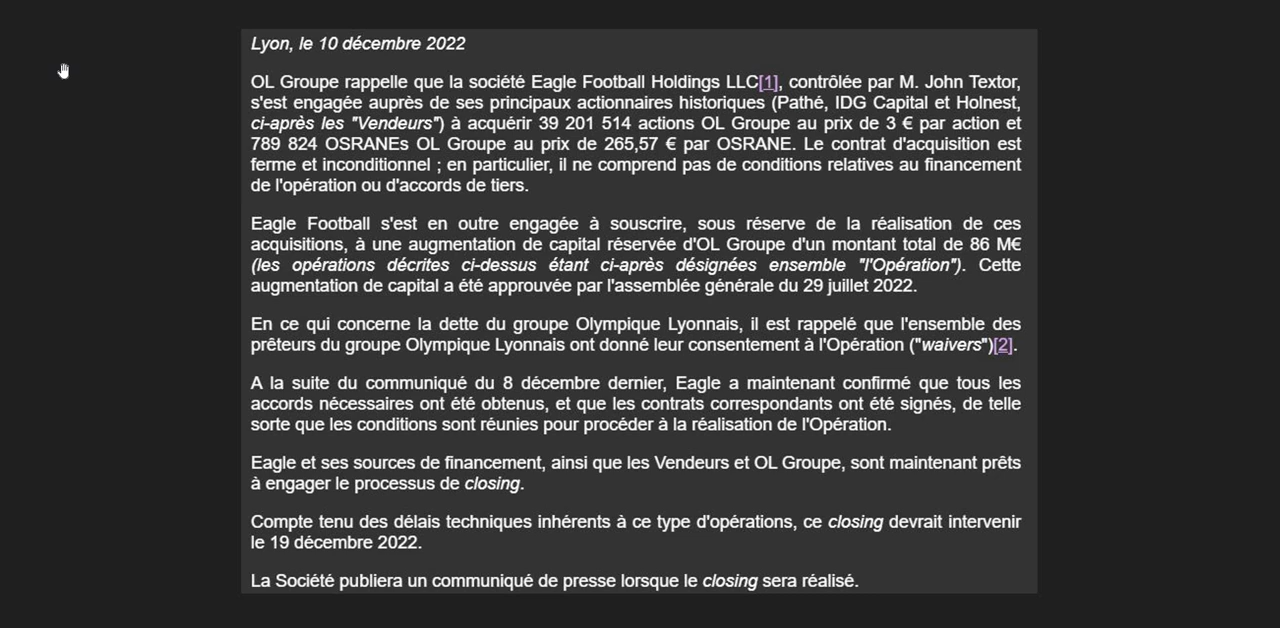 Lyon, le 10 décembre 2022
OL Groupe rappelle que la société Eagle Football Holdings LLC[1], contrôlée par M. John Textor,
s'est engagée auprès de ses principaux actionnaires historiques (Pathé, IDG Capital et Holnest,
ci-après les "Vendeurs") à acquérir 39 201 514 actions OL Groupe au prix de 3 € par action et
789 824 OSRANEs OL Groupe au prix de 265,57 € par OSRANE. Le contrat d'acquisition est
ferme et inconditionnel ; en particulier, il ne comprend pas de conditions relatives au financement
de l'opération ou d'accords de tiers.
Eagle Football s'est en outre engagée à souscrire, sous réserve de la réalisation de ces
acquisitions, à une augmentation de capital réservée d'OL Groupe d'un montant total de 86 M€
(les opérations décrites ci-dessus étant ci-après désignées ensemble "l'Opération"). Cette
augmentation de capital a été approuvée par l'assemblée générale du 29 juillet 2022.
En ce qui concerne la dette du groupe Olympique Lyonnais, il est rappelé que l'ensemble des
prêteurs du groupe Olympique Lyonnais ont donné leur consentement à l'Opération ("waivers")[2].
A la suite du communiqué du 8 décembre dernier, Eagle a maintenant confirmé que tous les
accords nécessaires ont été obtenus, et que les contrats correspondants ont été signés, de telle
sorte que les conditions sont réunies pour procéder à la réalisation de l'Opération.
Eagle et ses sources de financement, ainsi que les Vendeurs et OL Groupe, sont maintenant prêts
à engager le processus de closing.
Compte tenu des délais techniques inhérents à ce type d'opérations, ce closing devrait intervenir
le 19 décembre 2022.
La Société publiera un communiqué de presse lorsque le closing sera réalisé.